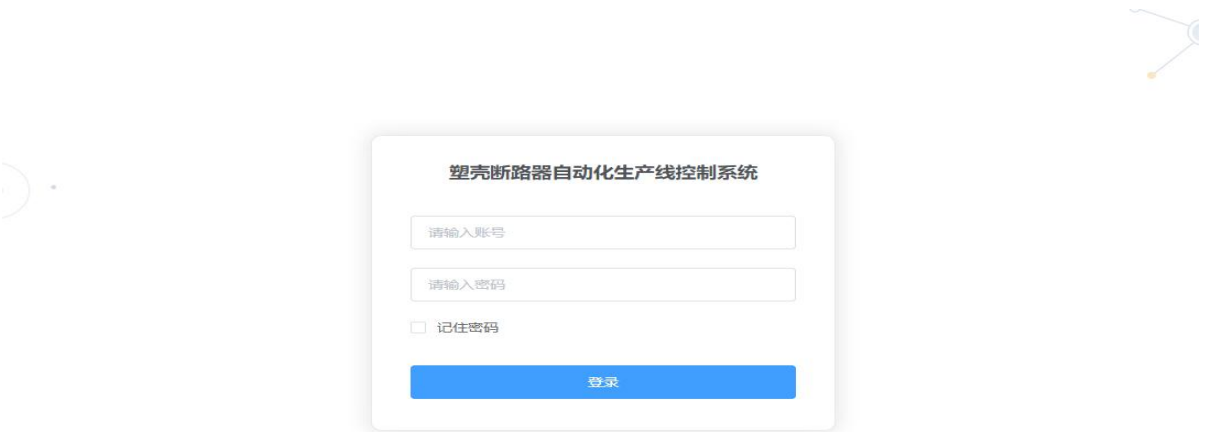 塑壳断路器自动化生产线控制系统
请输入账号
请输入密码
记住密码
登录